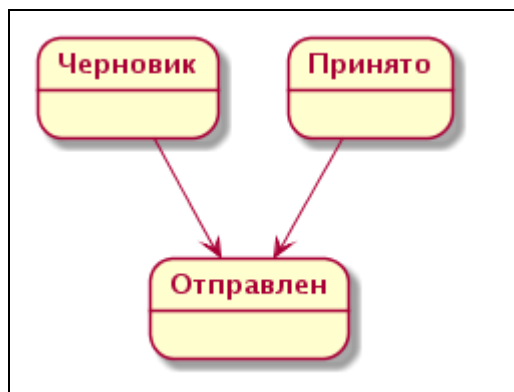 Черновик
Принято
Отправлен